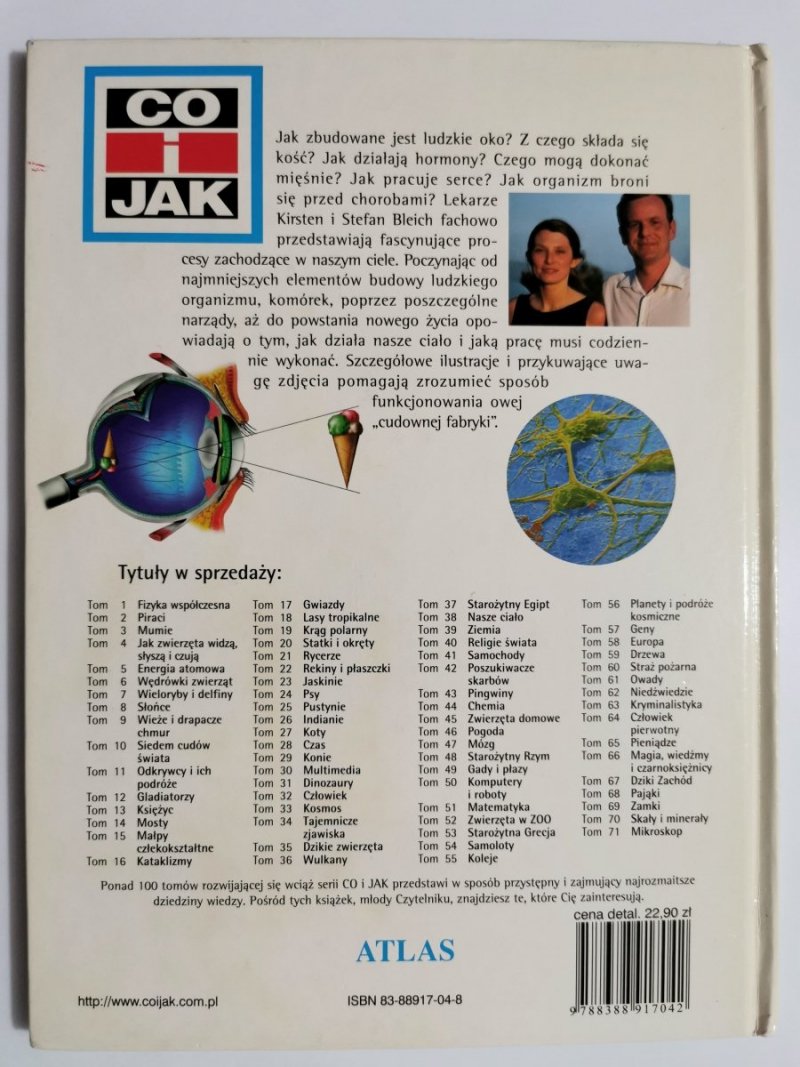 CO
i
JAK
Jak zbudowane jest ludzkie oko? Z czego składa się
kość? Jak działają hormony? Czego mogą dokonać
mięśnie? Jak pracuje serce? Jak organizm broni
się przed chorobami? Lekarze
Kirsten i Stefan Bleich fachowo
przedstawiają fascynujące pro-
cesy zachodzące w naszym ciele. Poczynając od
najmniejszych elementów budowy ludzkiego
organizmu, komórek, poprzez poszczególne
narządy, aż do powstania nowego życia opo-
wiadają o tym, jak działa nasze ciało i jaką pracę musi codzien-
nie wykonać. Szczegółowe ilustracje i przykuwające uwa-
gę zdjęcia pomagają zrozumieć sposób
funkcjonowania owej
„cudownej fabryki".
Tytuły w sprzedaży:
Tom 1 Fizyka współczesna
Tom 2 Piraci
Tom 3 Mumie
Tom 4 Jak zwierzęta widzą,
słyszą i czują
Tom 5 Energia atomowa
Tom 6 Wędrówki zwierząt
Tom 7 Wieloryby i delfiny
Tom 8 Słońce
Tom 9 Wieże i drapacze
chmur
Tom 10 Siedem cudów
świata
Tom 11 Odkrywcy i ich
podróże
Tom 12 Gladiatorzy
Tom 13 Księżyc
Tom 14 Mosty
Tom 15 Małpy
człekokształtne
Tom 16 Kataklizmy
Tom 17 Gwiazdy
Tom 18 Lasy tropikalne
Tom 19 Krąg polarny
Tom 20 Statki i okręty
Tom 21 Rycerze
Tom 22 Rekiny i płaszczki
Tom 23 Jaskinie
Tom 24 Psy
Tom 25 Pustynie
Tom 26 Indianie
Tom 27 Koty
Tom 28 Czas
Tom 29 Konie
Tom 30 Multimedia
Tom 31 Dinozaury
Tom 32 Człowiek
Tom 33 Kosmos
Tom 34 Tajemnicze
zjawiska
Tom 35 Dzikie zwierzęta
Tom 36 Wulkany
Tom 37 Starożytny Egipt
Tom 38 Nasze ciało
Tom 39 Ziemia
Tom 40 Religie świata
Tom 41 Samochody
Tom 42 Poszukiwacze
skarbów
Tom 43 Pingwiny
Tom 44 Chemia
Tom 45 Zwierzęta domowe
Tom 46 Pogoda
Tom 47 Mózg
Tom 48 Starożytny Rzym
Tom 49 Gady i płazy
Tom 50 Komputery
i roboty
Tom 51 Matematyka
Tom 52 Zwierzęta w ZOO
Tom 53 Starożytna Grecja
Tom 54 Samoloty
Tom 55 Koleje
Tom 56 Planety i podróże
kosmiczne
Tom 57 Geny
Tom 58 Europa
Tom 59 Drzewa
Tom 60 Straż pożarna
Tom 61 Owady
Tom 62 Niedźwiedzie
Tom 63 Kryminalistyka
Tom 64 Człowiek
pierwotny
Tom 65 Pieniądze
Tom 66 Magia, wiedźmy
i czarnoksiężnicy
Tom 67 Dziki Zachód
Tom 68 Pająki
Tom 69 Zamki
Tom 70 Skały i minerały
Tom 71 Mikroskop
Ponad 100 tomów rozwijającej się wciąż serii CO i JAK przedstawi w sposób przystępny i zajmujący najrozmaitsze
dziedziny wiedzy. Pośród tych książek, młody Czytelniku, znajdziesz te, które Cię zainteresują.
cena detal. 22,90 zł
ATLAS
http://www.coijak.com.pl
ISBN 83-88917-04-8
9 788388 917042